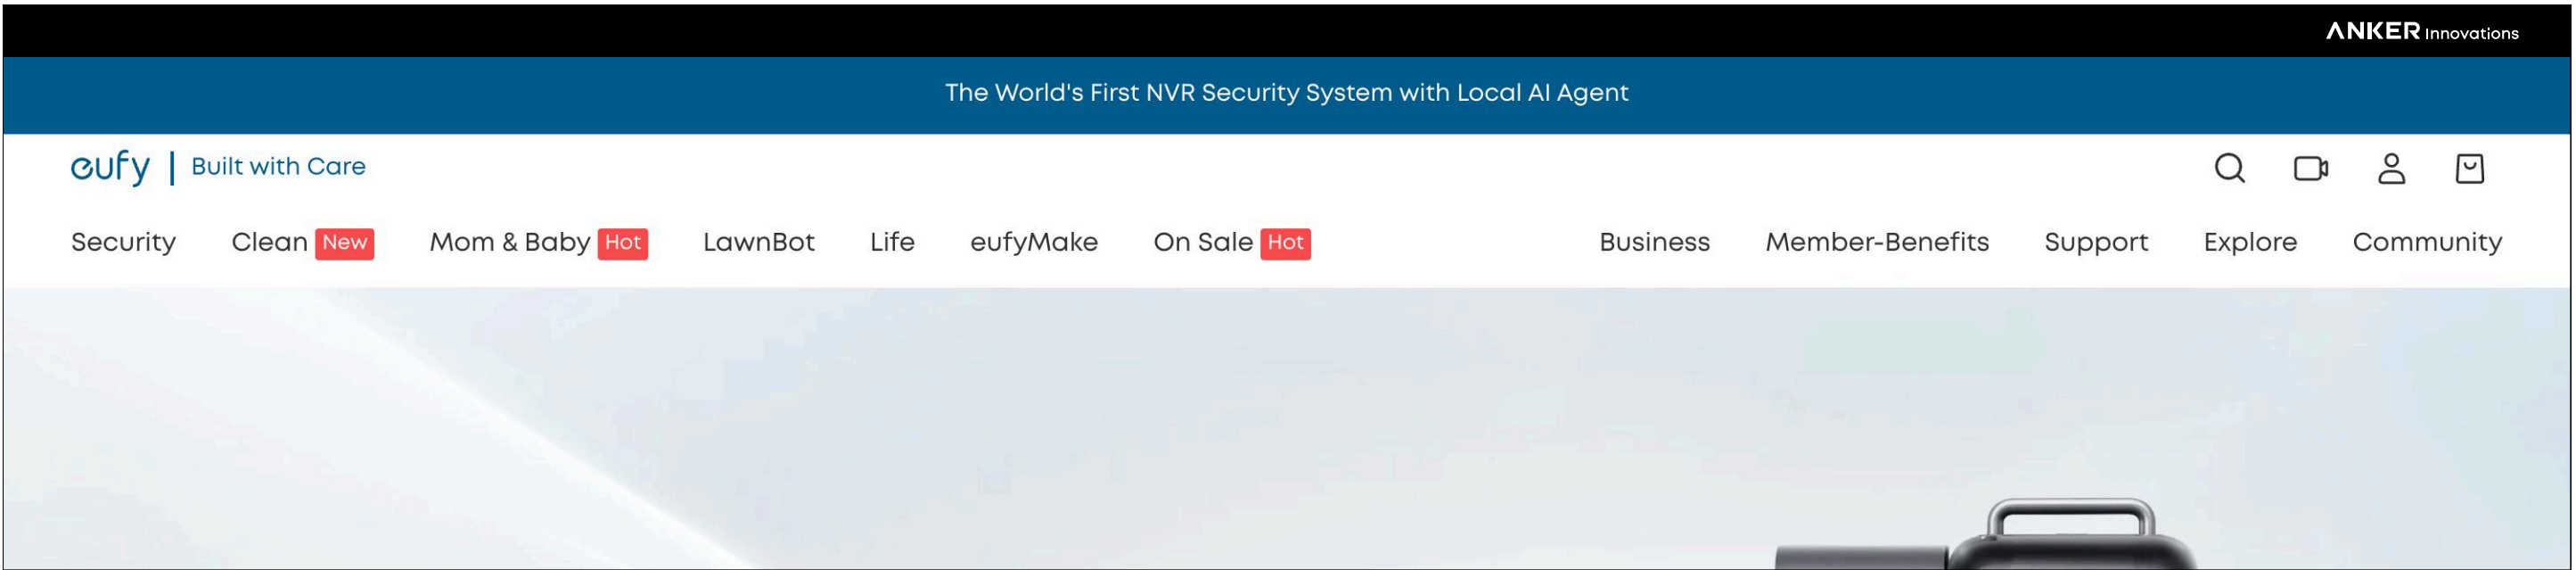 ANKER Innovations
The World's First NVR Security System with Local AI Agent
eufy | Built with Care
Security Clean New Mom & Baby Hot LawnBot Life eufyMake On Sale Hot Business Member-Benefits Support Explore Community